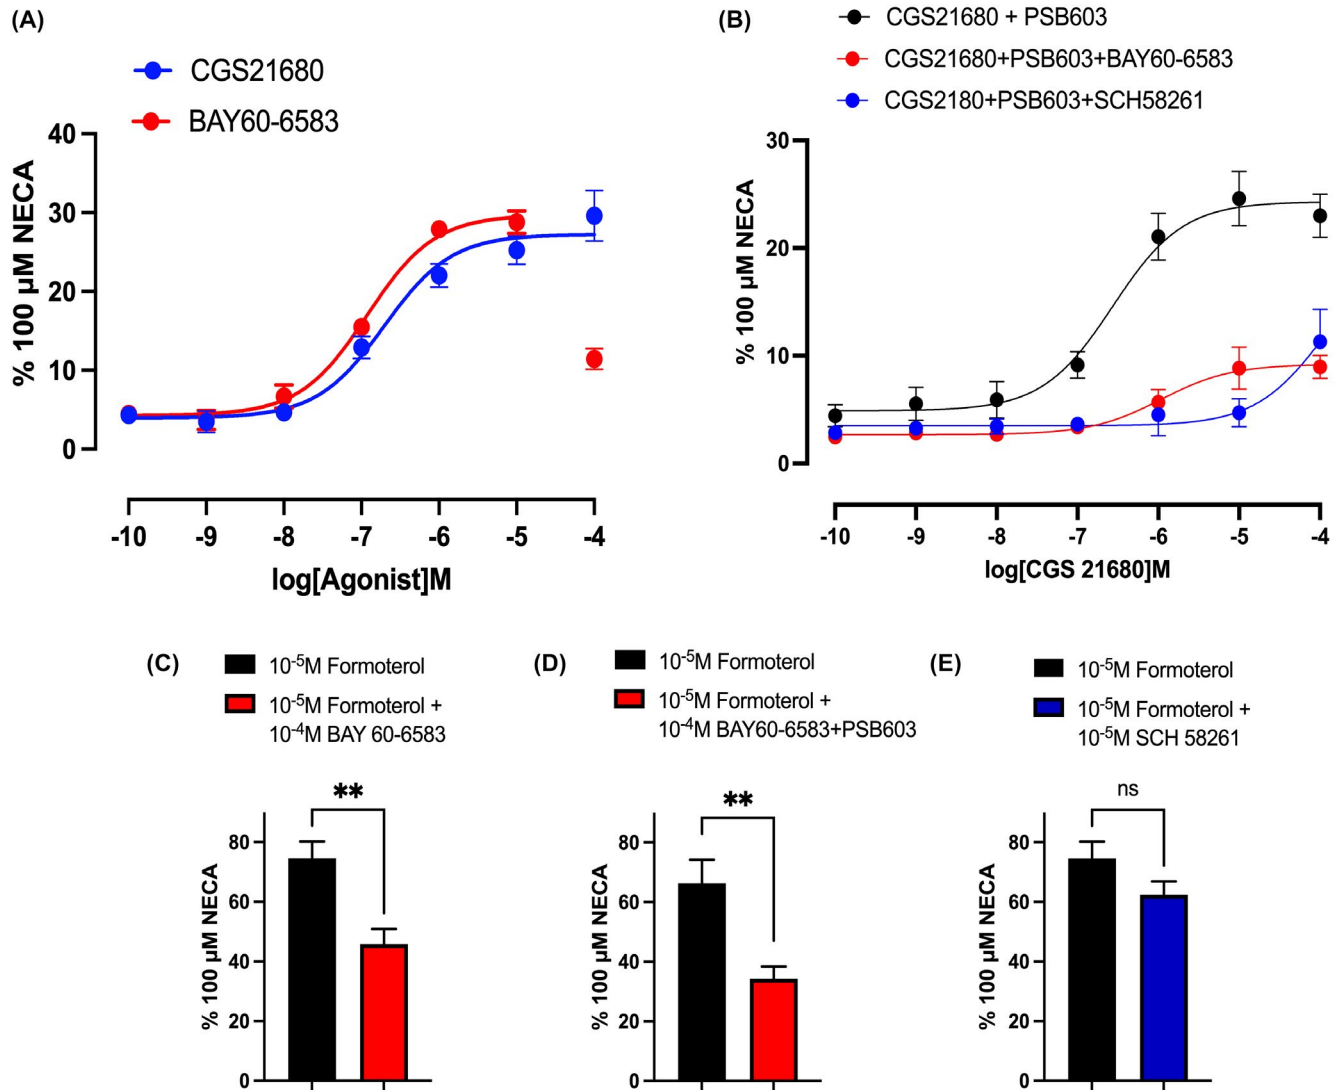 (A)
CGS21680
BAY60-6583
% 100 µM NECA
40
30
20
10
0
-10 -9 -8 -7 -6 -5 -4
log[Agonist]M
(B)
CGS21680 + PSB603
CGS21680+PSB603+BAY60-6583
CGS2180+PSB603+SCH58261
% 100 µM NECA
30
20
10
0
-10 -9 -8 -7 -6 -5 -4
log[CGS 21680]M
(C)
10⁻⁵M Formoterol
10⁻⁵M Formoterol +
10⁻⁴M BAY 60-6583
**
% 100 µM NECA
80
60
40
20
0
(D)
10⁻⁵M Formoterol
10⁻⁵M Formoterol +
10⁻⁴M BAY60-6583+PSB603
**
% 100 µM NECA
80
60
40
20
0
(E)
10⁻⁵M Formoterol
10⁻⁵M Formoterol +
10⁻⁵M SCH 58261
ns
% 100 µM NECA
80
60
40
20
0